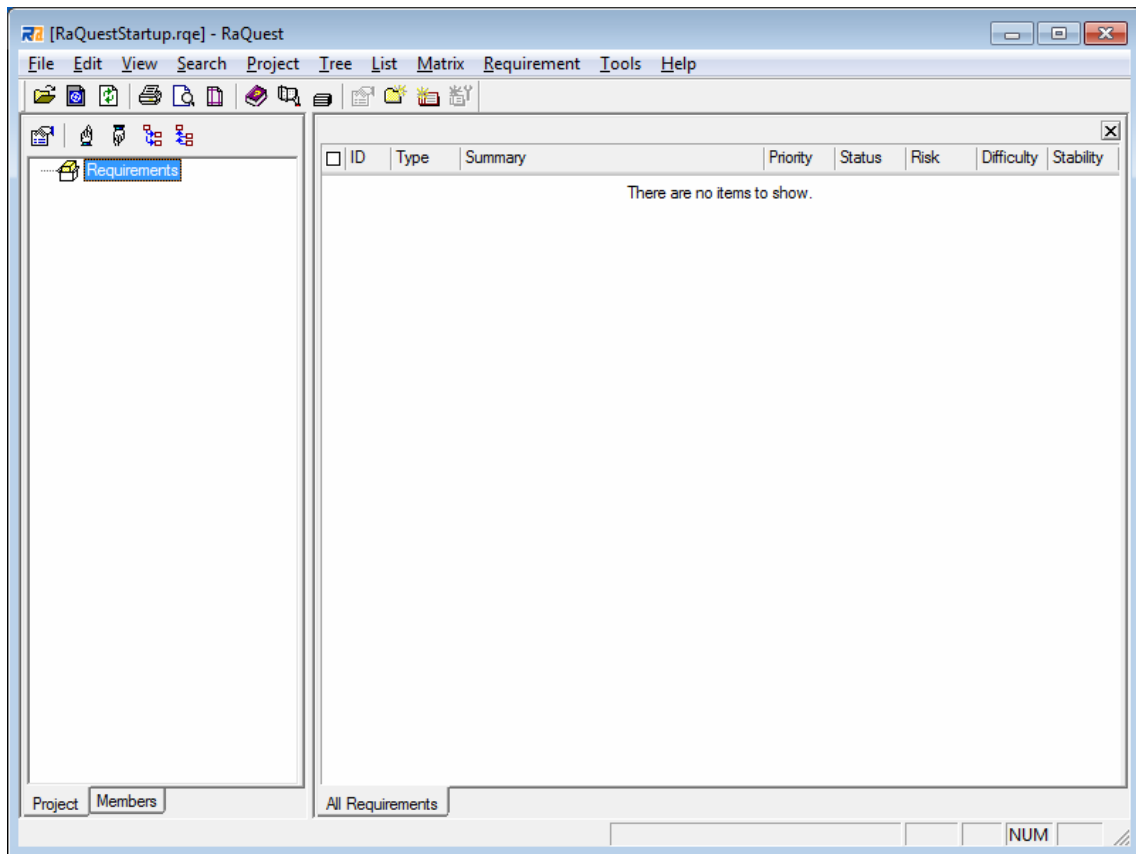 [RaQuestStartup.rqe] - RaQuest
File Edit View Search Project Tree List Matrix Requirement Tools Help
Requirements
ID Type Summary Priority Status Risk Difficulty Stability
There are no items to show.
Project Members
All Requirements
NUM